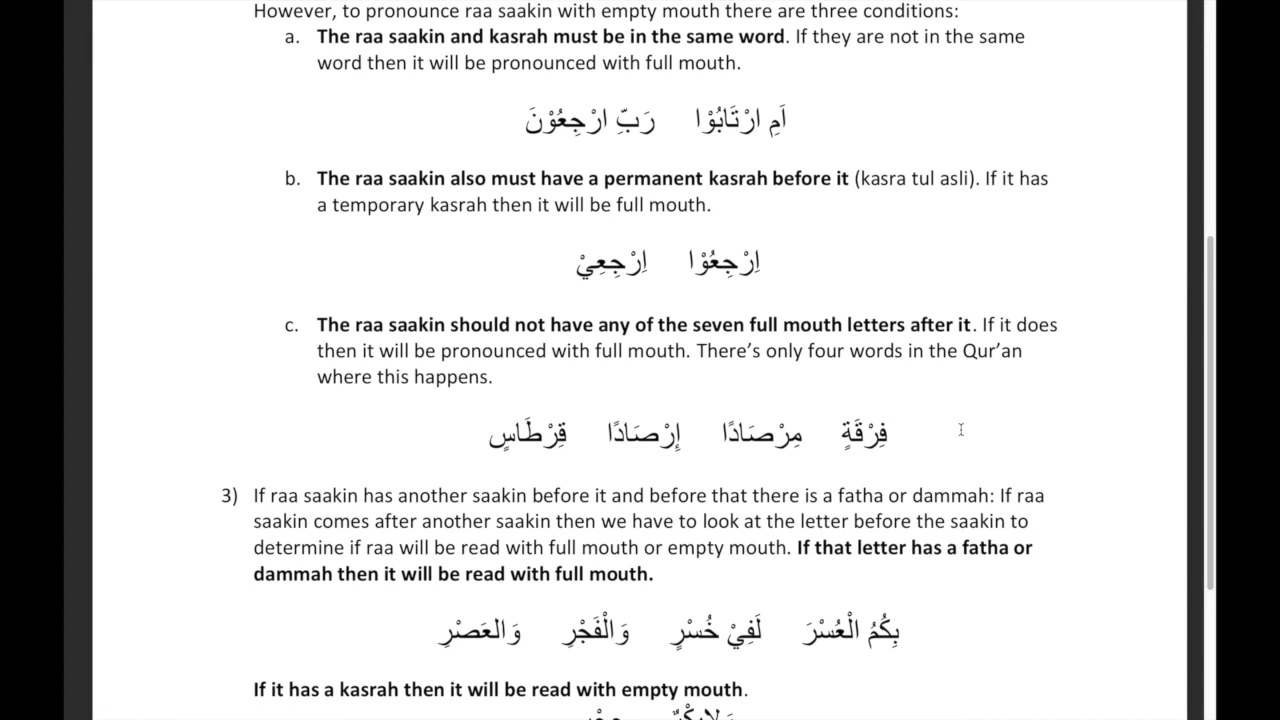 However, to pronounce raa saakin with empty mouth there are three conditions:
a. The raa saakin and kasrah must be in the same word. If they are not in the same
word then it will be pronounced with full mouth.
اَمِ ارْتَابُوْا رَبِّ ارْجِعُوْنَ
b. The raa saakin also must have a permanent kasrah before it (kasra tul asli). If it has
a temporary kasrah then it will be full mouth.
اِرْجِعُوْا اِرْجِعِيْ
c. The raa saakin should not have any of the seven full mouth letters after it. If it does
then it will be pronounced with full mouth. There’s only four words in the Qur’an
where this happens.
فِرْقَةٍ مِرْصَادًا إِرْصَادًا قِرْطَاسٍ
3) If raa saakin has another saakin before it and before that there is a fatha or dammah: If raa
saakin comes after another saakin then we have to look at the letter before the saakin to
determine if raa will be read with full mouth or empty mouth. If that letter has a fatha or
dammah then it will be read with full mouth.
بِكُمُ الْعُسْرَ لَفِيْ خُسْرٍ وَالْفَجْرِ وَالعَصْرِ
If it has a kasrah then it will be read with empty mouth.